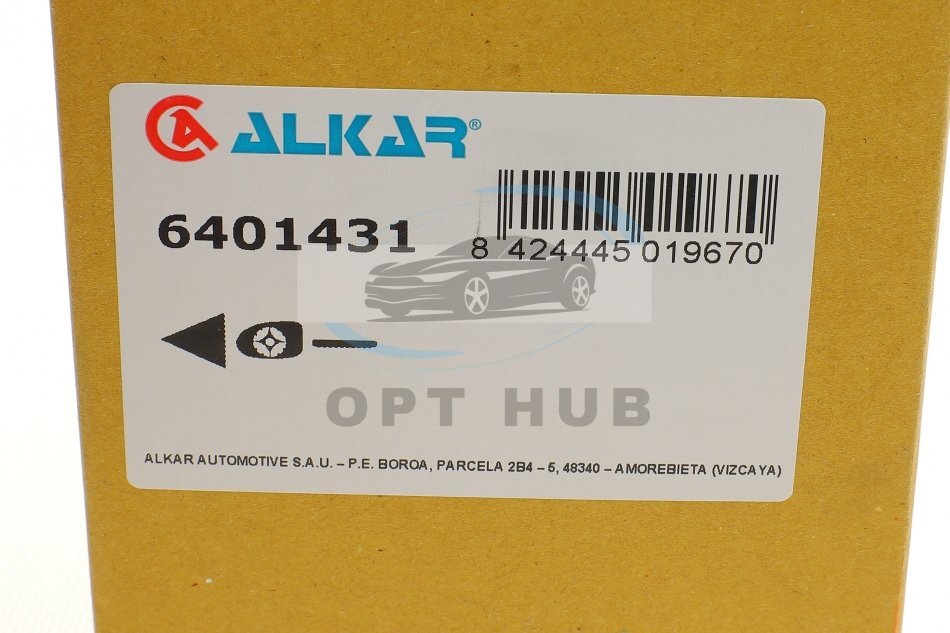 ALKAR®
6401431
8 424445 019670
OPT HUB
ALKAR AUTOMOTIVE S.A.U. – P.E. BOROA, PARCELA 2B4 – 5, 48340 – AMOREBIETA (VIZCAYA)